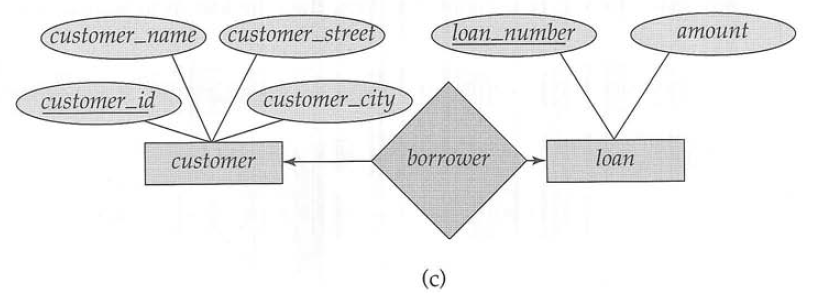 customer_name customer_street loan_number amount
customer_id customer_city
customer borrower loan
(c)